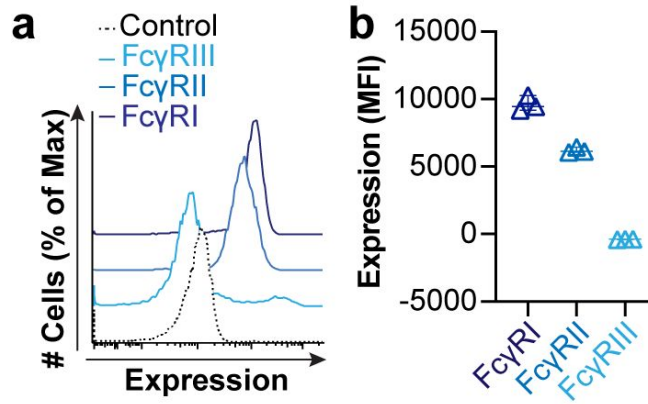 a
Control
FcγRIII
FcγRII
FcγRI
# Cells (% of Max)
Expression
b
Expression (MFI)
15000
10000
5000
0
-5000
FcγRI
FcγRII
FcγRIII